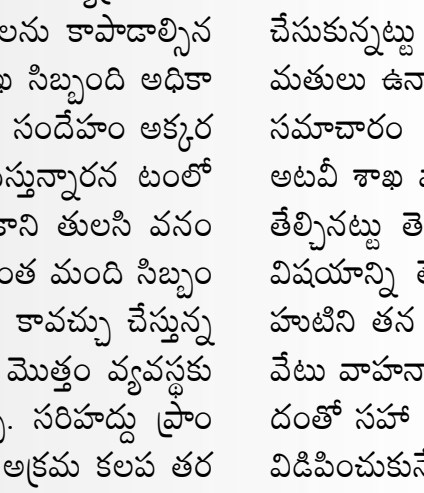 లను కాపాడాల్సిన
సిబ్బంది అధికా
సందేహం అక్కర
స్తున్నారన టంలో
కాని తులసి వనం
ంత మంది సిబ్బం
కావచ్చు చేస్తున్న
మొత్తం వ్యవస్థకు
సరిహద్దు ప్రాం
అక్రమ కలప తర
చేసుకున్నట్టు
మతులు ఉనా
సమాచారం
అటవీ శాఖ
తేల్చినట్టు తె
విషయాన్ని
హుటిని తన
వేటు వాహనా
దంతో సహా
విడిపించుకునే